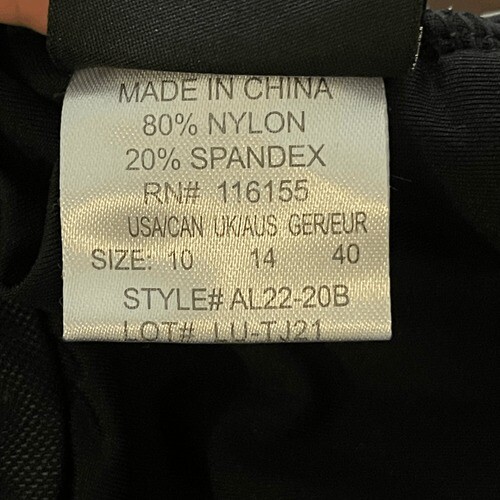 MADE IN CHINA
80% NYLON
20% SPANDEX
RN# 116155
USA/CAN UK/AUS GER/EUR
SIZE: 10 14 40
STYLE# AL22-20B
LOT# LU-TJ21